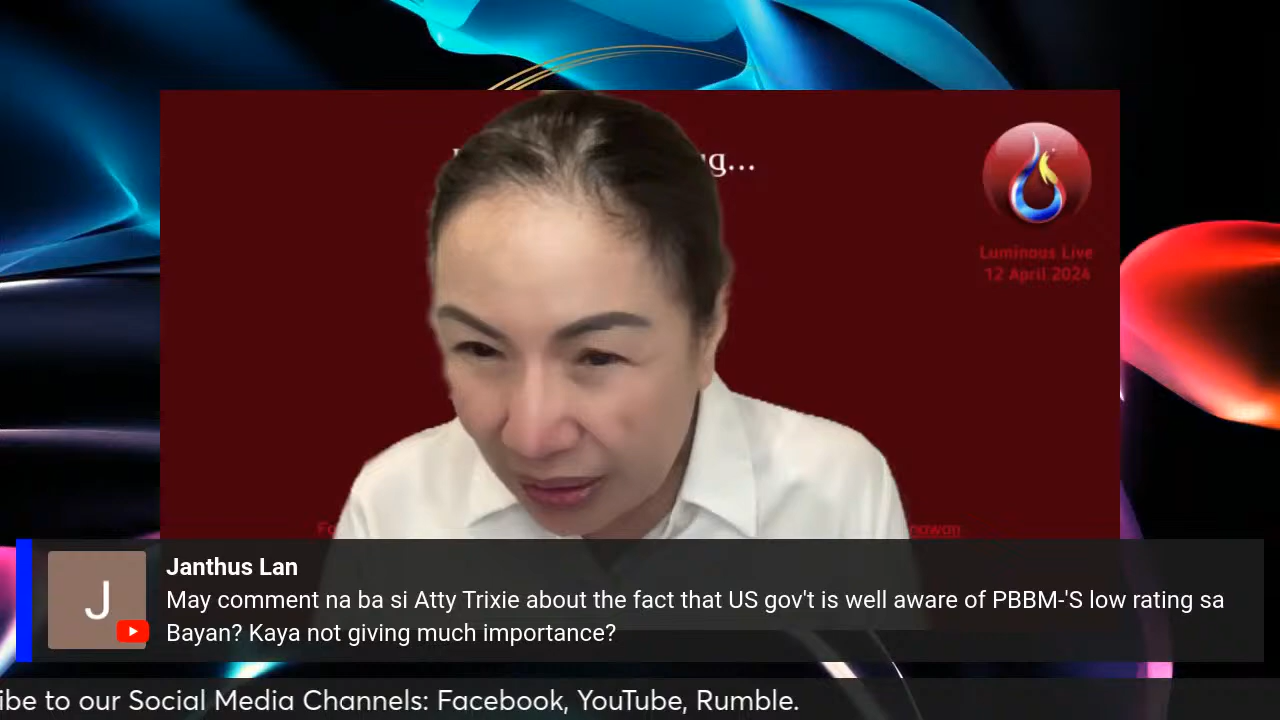 ug...
Luminous Live
12 April 2024
J
Janthus Lan
May comment na ba si Atty Trixie about the fact that US gov't is well aware of PBBM-'S low rating sa
Bayan? Kaya not giving much importance?
ibe to our Social Media Channels: Facebook, YouTube, Rumble.